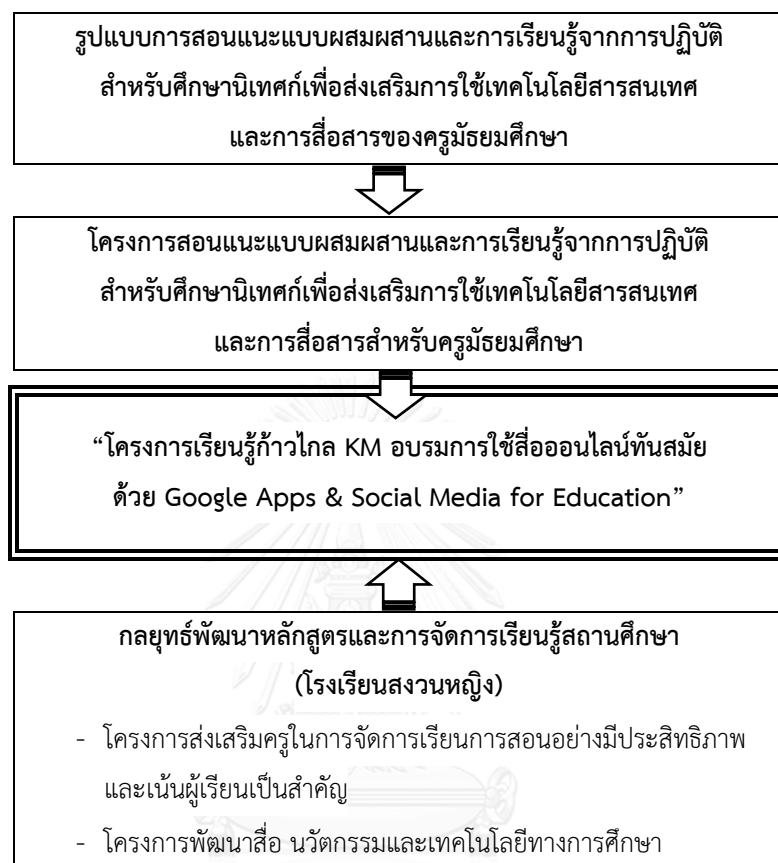 รูปแบบการสอนแนะแบบผสมผสานและการเรียนรู้จากการปฏิบัติ
สำหรับศึกษานิเทศก์เพื่อส่งเสริมการใช้เทคโนโลยีสารสนเทศ
และการสื่อสารของครูมัธยมศึกษา
โครงการสอนแนะแบบผสมผสานและการเรียนรู้จากการปฏิบัติ
สำหรับศึกษานิเทศก์เพื่อส่งเสริมการใช้เทคโนโลยีสารสนเทศ
และการสื่อสารสำหรับครูมัธยมศึกษา
“โครงการเรียนรู้ก้าวไกล KM อบรมการใช้สื่อออนไลน์ทันสมัย
ด้วย Google Apps & Social Media for Education”
กลยุทธ์พัฒนาหลักสูตรและการจัดการเรียนรู้สถานศึกษา
(โรงเรียนสงวนหญิง)
- โครงการส่งเสริมครูในการจัดการเรียนการสอนอย่างมีประสิทธิภาพ
และเน้นผู้เรียนเป็นสำคัญ
- โครงการพัฒนาสื่อ นวัตกรรมและเทคโนโลยีทางการศึกษา